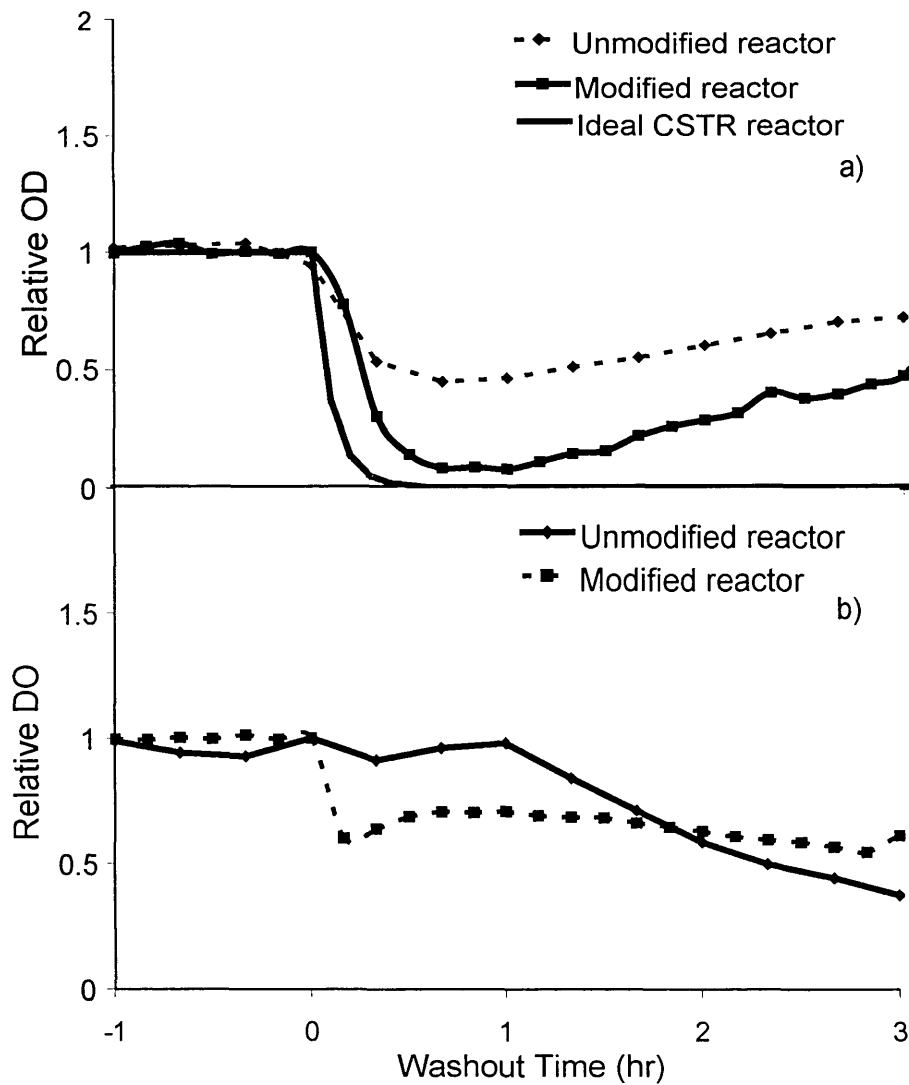 2
Unmodified reactor
Modified reactor
Ideal CSTR reactor
1.5
a)
Relative OD
1
0.5
0
Unmodified reactor
Modified reactor
1.5
b)
Relative DO
1
0.5
0
-1 0 1 2 3
Washout Time (hr)